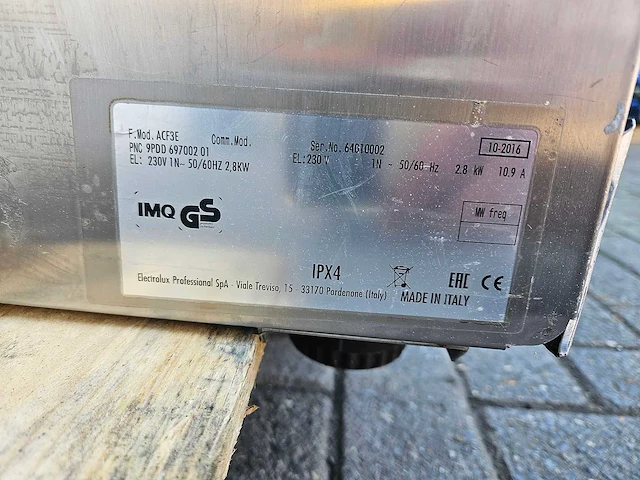 F.Mod. ACF3E Comm.Mod. Ser.No. 64G10002 10-2016
PNC 9PDD 697002 01 EL:230 V 1N ~ 50/60 Hz 2.8 kW 10.9 A
EL: 230V 1N~ 50/60HZ 2,8KW
MW freq
IMQ GS
IPX4
EAC CE
Electrolux Professional SpA - Viale Treviso, 15 - 33170 Pordenone (Italy) MADE IN ITALY